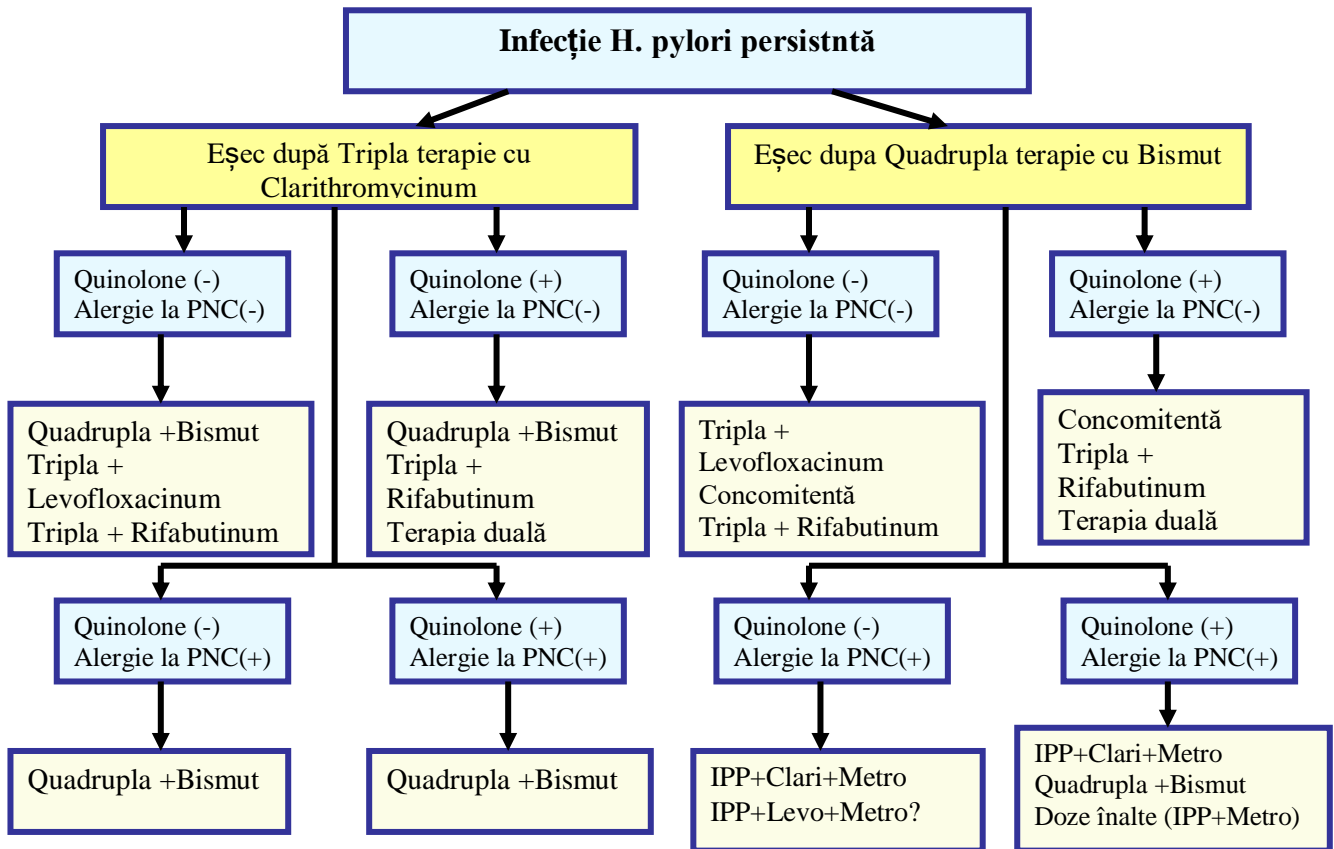 Infecție H. pylori persistntă
Eșec după Tripla terapie cu
Clarithromycinum
Eșec dupa Quadrupla terapie cu Bismut
Quinolone (-)
Alergie la PNC(-)
Quinolone (+)
Alergie la PNC(-)
Quinolone (-)
Alergie la PNC(-)
Quinolone (+)
Alergie la PNC(-)
Quadrupla +Bismut
Tripla +
Levofloxacinum
Tripla + Rifabutinum
Quadrupla +Bismut
Tripla +
Rifabutinum
Terapia duală
Tripla +
Levofloxacinum
Concomitentă
Tripla + Rifabutinum
Concomitentă
Tripla +
Rifabutinum
Terapia duală
Quinolone (-)
Alergie la PNC(+)
Quinolone (+)
Alergie la PNC(+)
Quinolone (-)
Alergie la PNC(+)
Quinolone (+)
Alergie la PNC(+)
Quadrupla +Bismut
Quadrupla +Bismut
IPP+Clari+Metro
IPP+Levo+Metro?
IPP+Clari+Metro
Quadrupla +Bismut
Doze înalte (IPP+Metro)